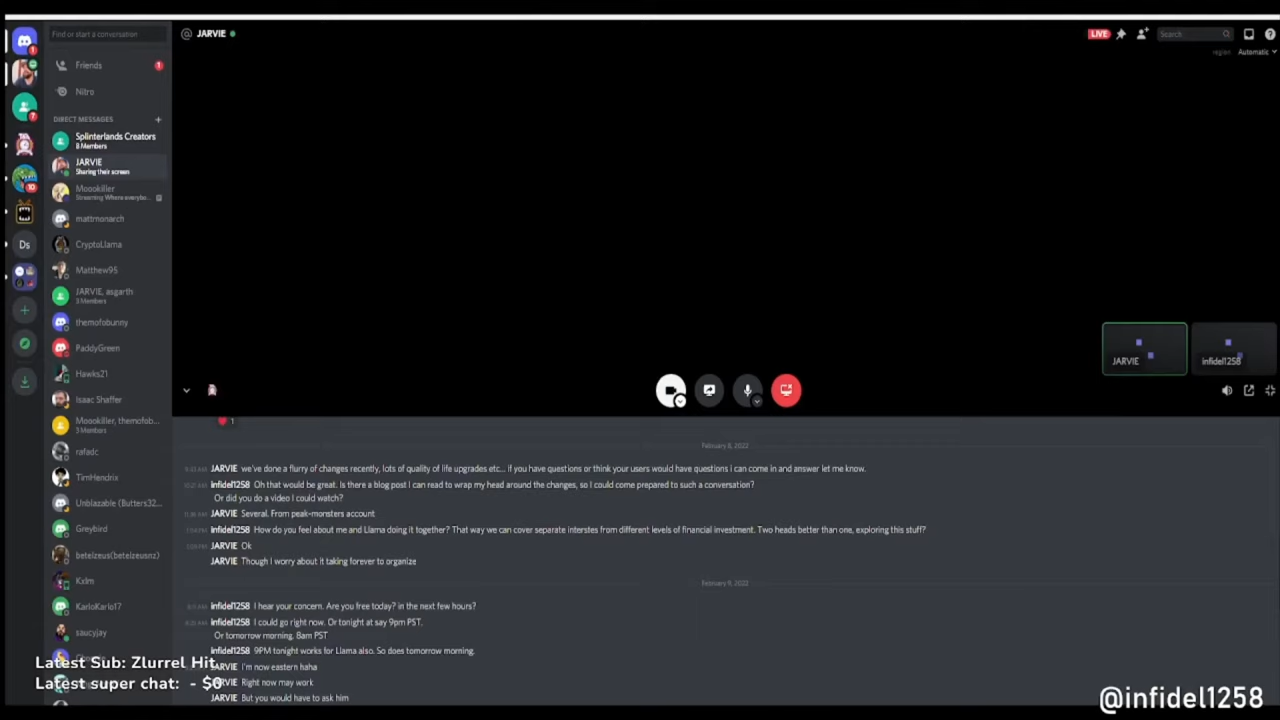 Find or start a conversation
JARVIE
LIVE
Search
region Automatic
Friends
1
Nitro
DIRECT MESSAGES
Splinterlands Creators
8 Members
JARVIE
Sharing their screen
Moookiller
Streaming Where everybo...
mattmonarch
CryptoLlama
Matthew95
JARVIE, asgarth
3 Members
themofobunny
PaddyGreen
Hawks21
Isaac Shaffer
Moookiller, themofob...
3 Members
rafadc
TimHendrix
Unblazable (Butters32...
Greybird
betelzeus(betelzeusnz)
Kxlm
KarloKarlo17
saucyjay
1
7
10
Ds
JARVIE
infidel1258
1
February 8, 2022
JARVIE we've done a flurry of changes recently, lots of quality of life upgrades etc... if you have questions or think your users would have questions i can come in and answer let me know.
infidel1258 Oh that would be great. Is there a blog post I can read to wrap my head around the changes, so I could come prepared to such a conversation?
Or did you do a video I could watch?
JARVIE Several. From peak-monsters account
infidel1258 How do you feel about me and Llama doing it together? That way we can cover separate interstes from different levels of financial investment. Two heads better than one, exploring this stuff?
JARVIE Ok
JARVIE Though I worry about it taking forever to organize
February 9, 2022
infidel1258 I hear your concern. Are you free today? in the next few hours?
infidel1258 I could go right now. Or tonight at say 9pm PST.
Or tomorrow morning. 8am PST
infidel1258 9PM tonight works for Llama also. So does tomorrow morning.
JARVIE I'm now eastern haha
JARVIE Right now may work
JARVIE But you would have to ask him
Latest Sub: Zlurrel Hit
Latest super chat: - $0
@infidel1258